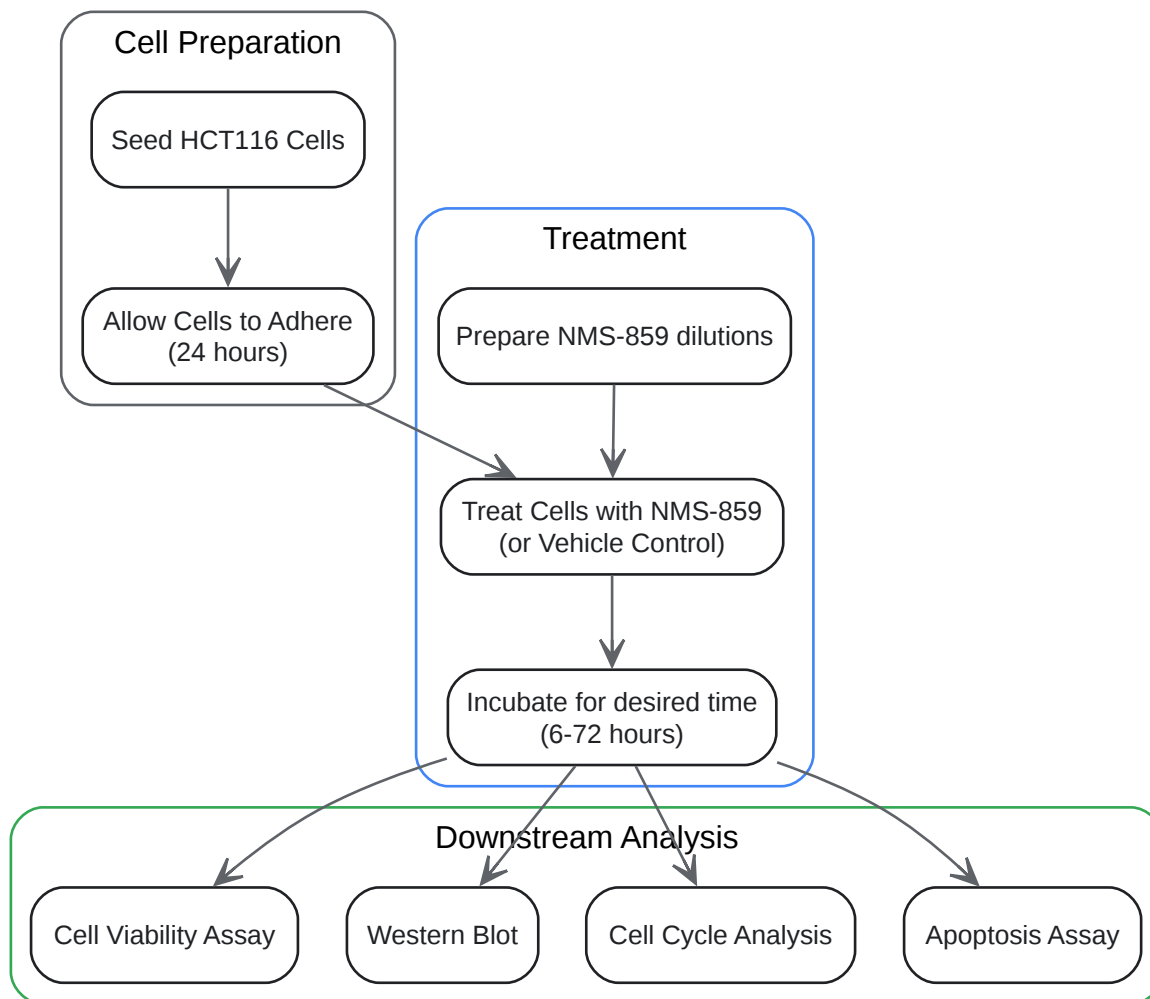 Cell Preparation
Seed HCT116 Cells
Allow Cells to Adhere
(24 hours)
Treatment
Prepare NMS-859 dilutions
Treat Cells with NMS-859
(or Vehicle Control)
Incubate for desired time
(6-72 hours)
Downstream Analysis
Cell Viability Assay
Western Blot
Cell Cycle Analysis
Apoptosis Assay